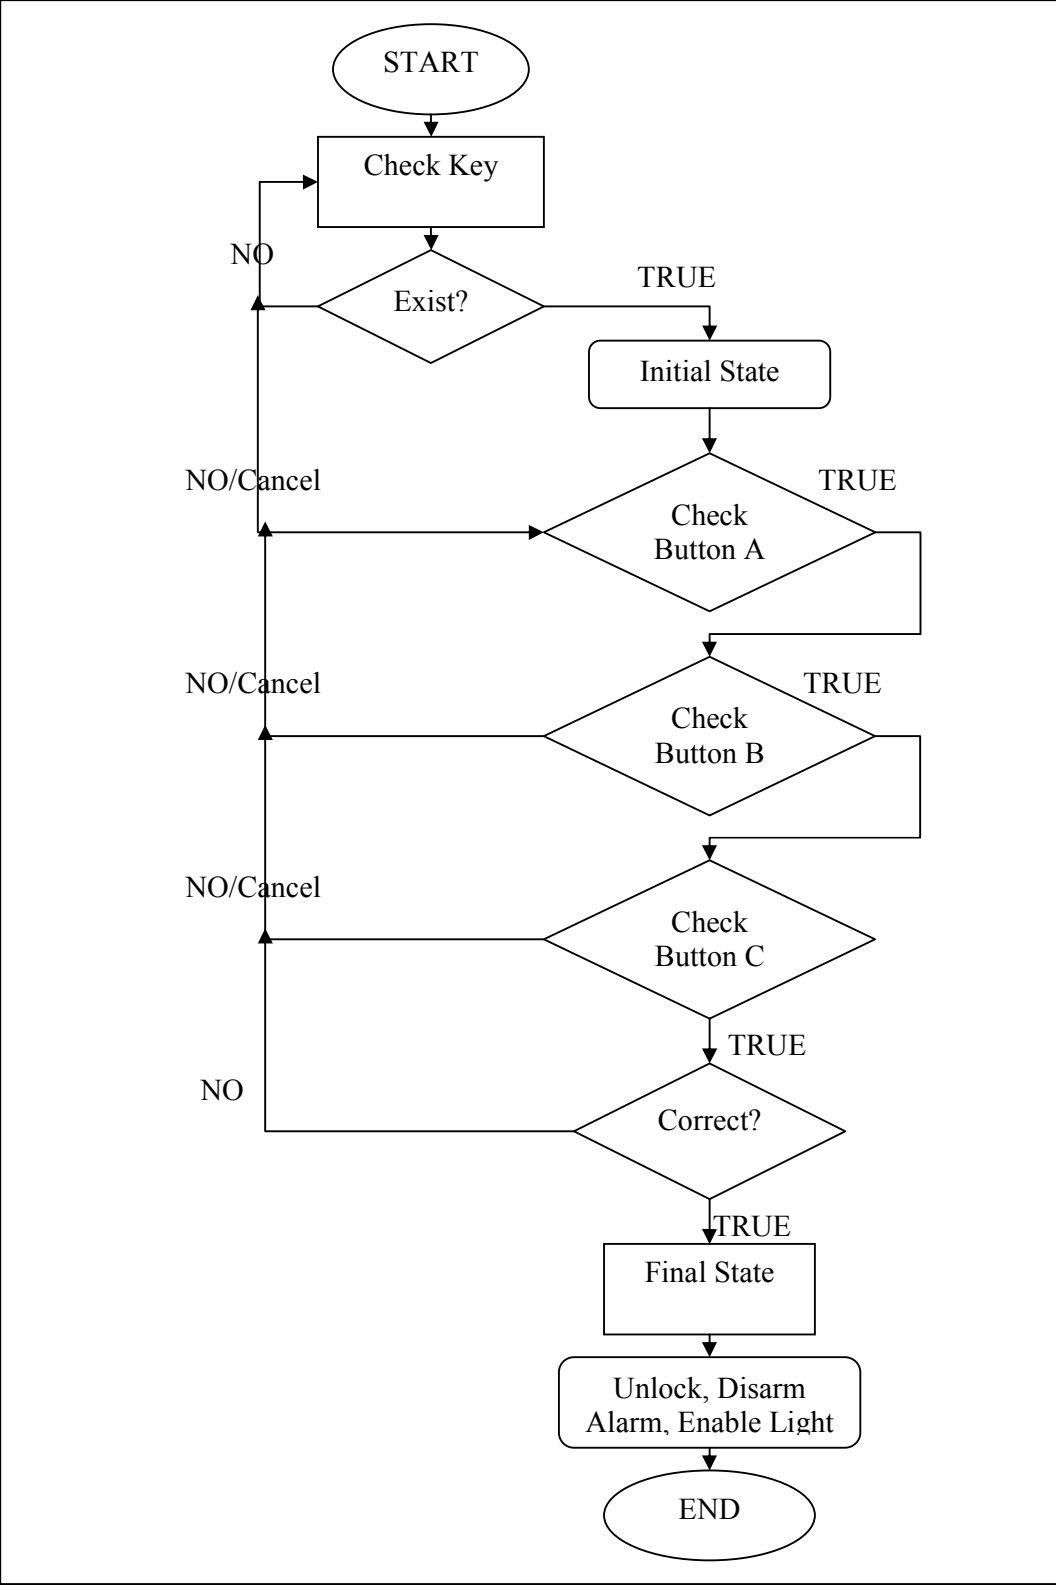 START
Check Key
NO
Exist?
TRUE
Initial State
NO/Cancel
TRUE
Check
Button A
NO/Cancel
TRUE
Check
Button B
NO/Cancel
Check
Button C
TRUE
NO
Correct?
TRUE
Final State
Unlock, Disarm
Alarm, Enable Light
END